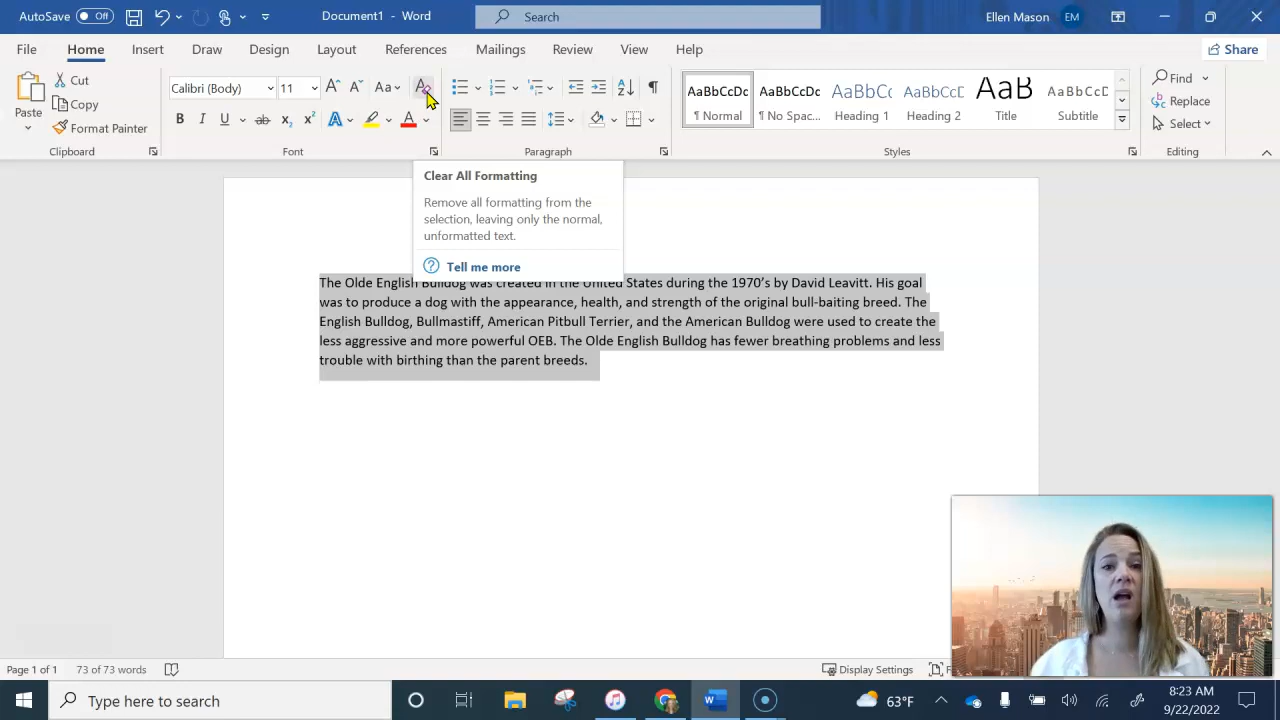 AutoSave Off Document1 - Word Search Ellen Mason EM
File Home Insert Draw Design Layout References Mailings Review View Help Share
Paste
Cut
Copy
Format Painter
Clipboard
Calibri (Body) 11 Aa
Font
Paragraph
AaBbCcDc AaBbCcDc AaBbCc AaBbCcD AaB AaBbCcD
¶ Normal ¶ No Spac... Heading 1 Heading 2 Title Subtitle
Styles
Find
Replace
Select
Editing
Clear All Formatting
Remove all formatting from the
selection, leaving only the normal,
unformatted text.
Tell me more
The Olde English Bulldog was created in the United States during the 1970's by David Leavitt. His goal
was to produce a dog with the appearance, health, and strength of the original bull-baiting breed. The
English Bulldog, Bullmastiff, American Pitbull Terrier, and the American Bulldog were used to create the
less aggressive and more powerful OEB. The Olde English Bulldog has fewer breathing problems and less
trouble with birthing than the parent breeds.
Page 1 of 1 73 of 73 words Display Settings
Type here to search 63°F 8:23 AM
9/22/2022